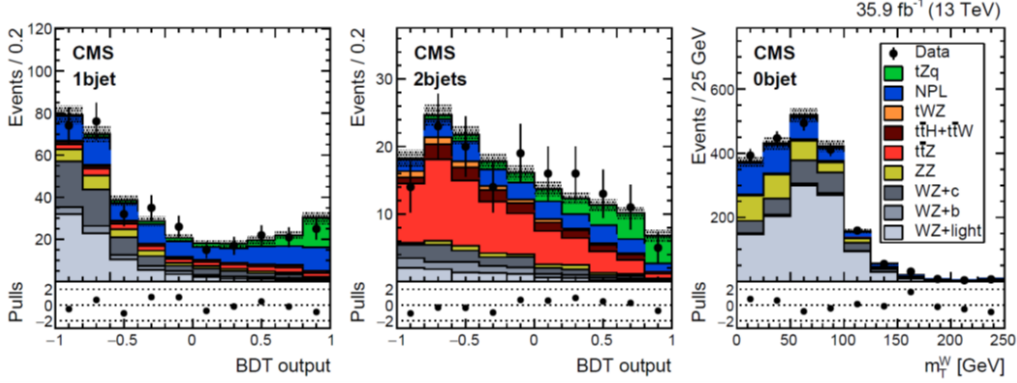 35.9 fb⁻¹ (13 TeV)
CMS
1bjet
Events / 0.2
120
100
80
60
40
20
Pulls
2
0
−2
−1
−0.5
0
0.5
1
BDT output
CMS
2bjets
Events / 0.2
30
20
10
Pulls
2
0
−2
−1
−0.5
0
0.5
1
BDT output
CMS
0bjet
Events / 25 GeV
600
400
200
Data
tZq
NPL
tWZ
tt̄H+tt̄W
tt̄Z
ZZ
WZ+c
WZ+b
WZ+light
Pulls
2
0
−2
0
50
100
150
200
250
m_T^W [GeV]